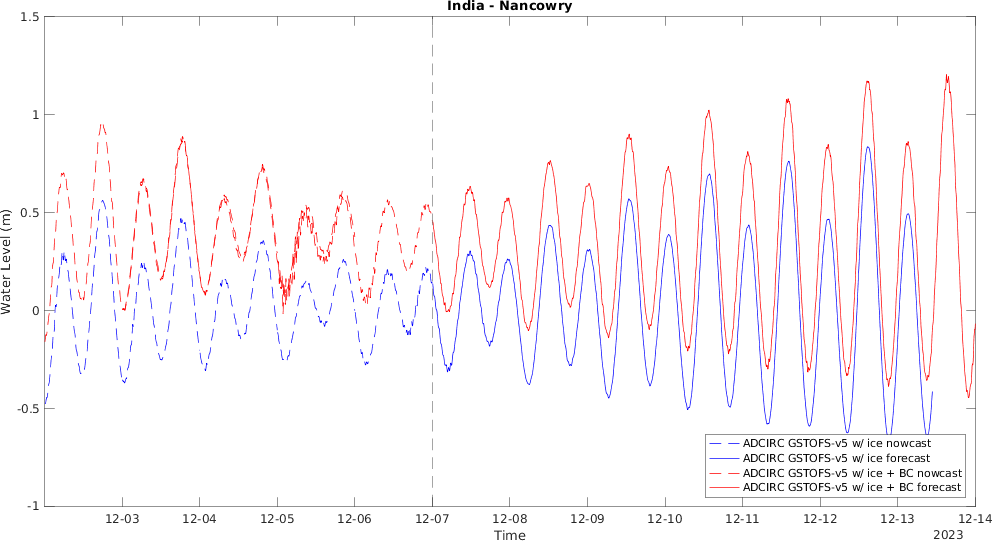 India - Nancowry
1.5
1
0.5
0
-0.5
-1
Water Level (m)
ADCIRC GSTOFS-v5 w/ ice nowcast
ADCIRC GSTOFS-v5 w/ ice forecast
ADCIRC GSTOFS-v5 w/ ice + BC nowcast
ADCIRC GSTOFS-v5 w/ ice + BC forecast
12-03 12-04 12-05 12-06 12-07 12-08 12-09 12-10 12-11 12-12 12-13 12-14
Time
2023